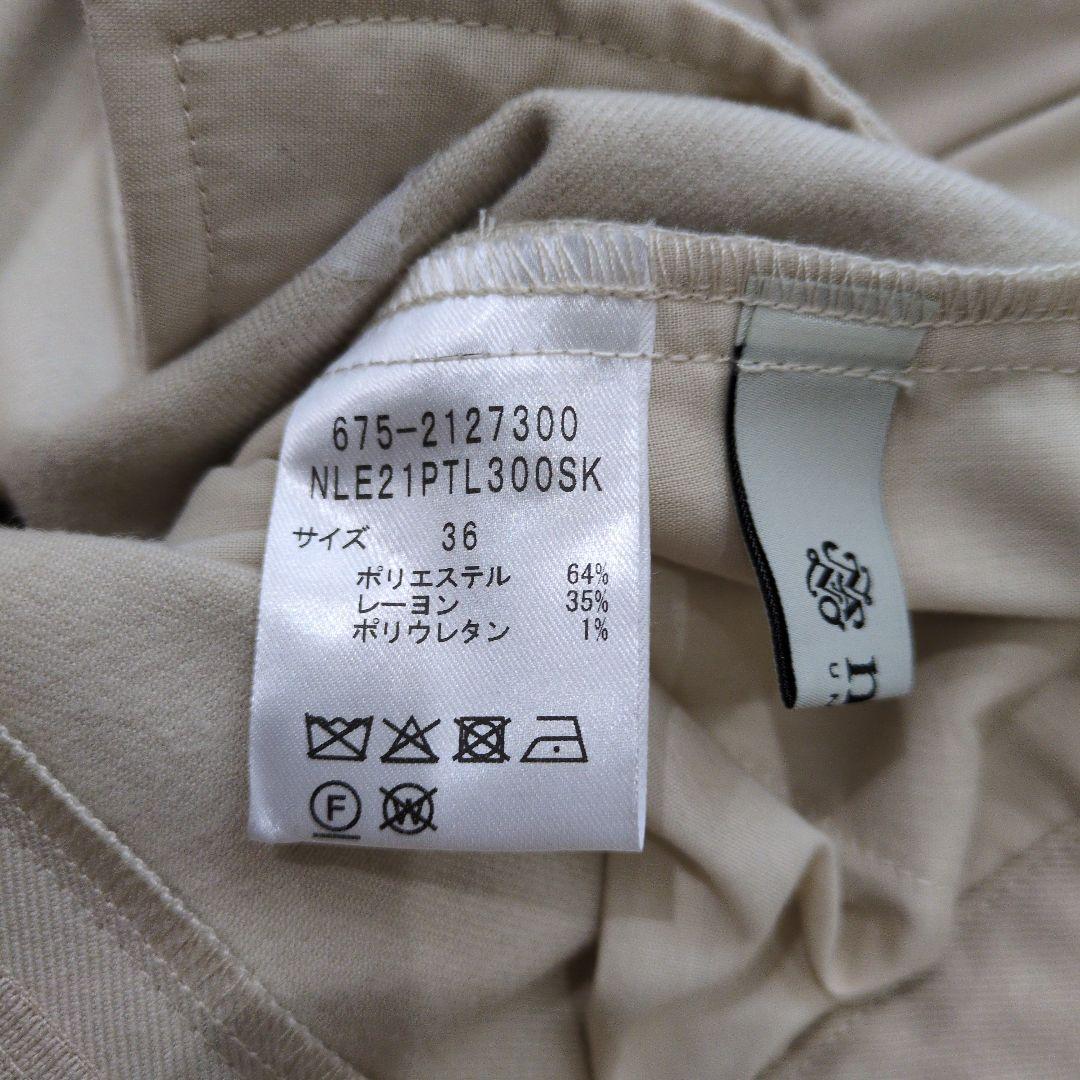 675-2127300
NLE21PTL300SK
サイズ 36
ポリエステル 64%
レーヨン 35%
ポリウレタン 1%
F
W